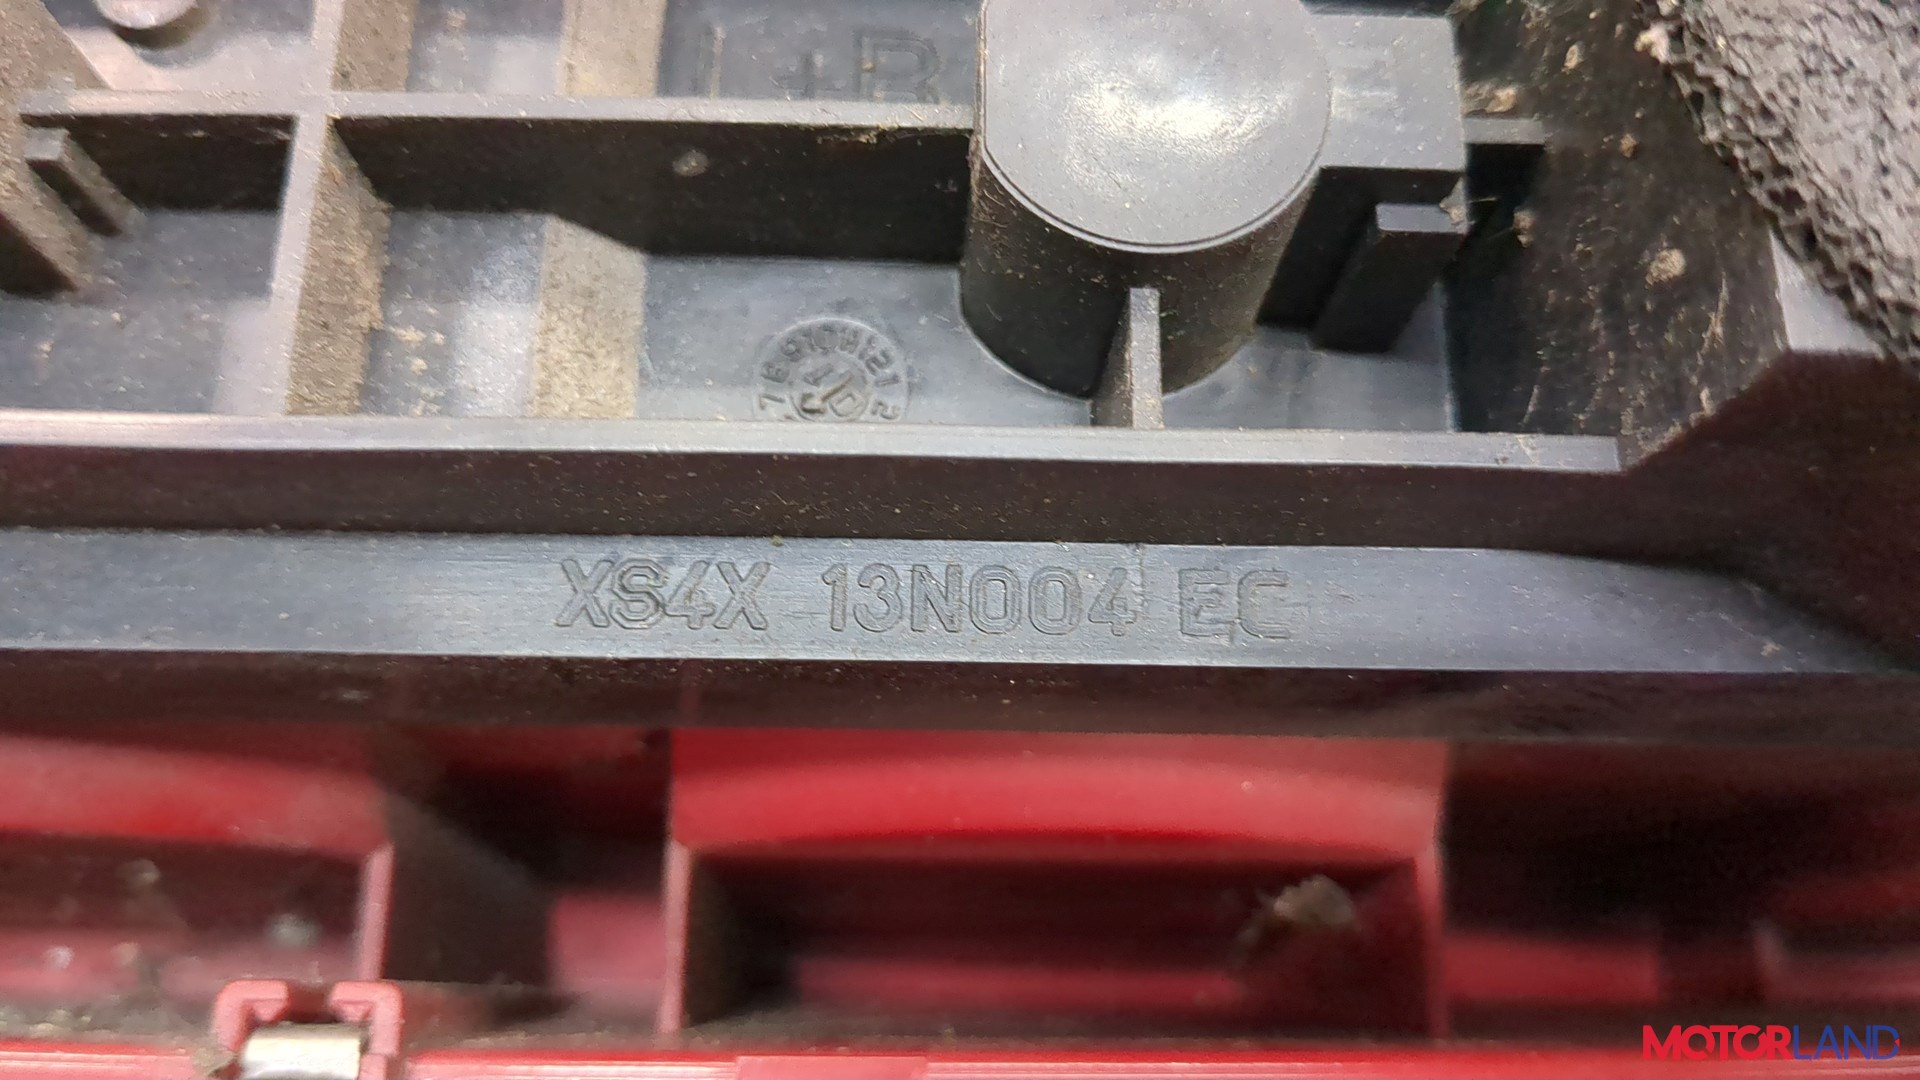 +B
XS4X 13N004 EC
MOTORLAND